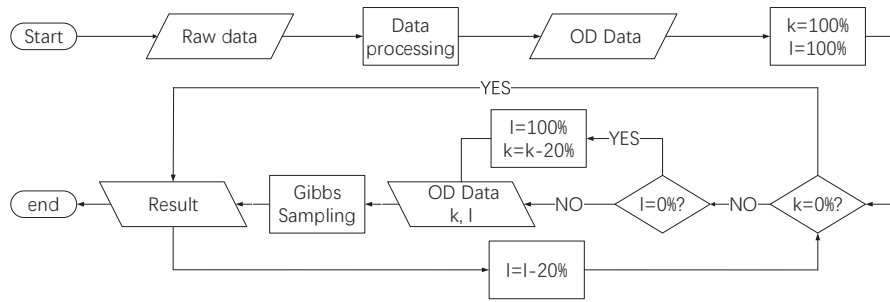 Start
Raw data
Data
processing
OD Data
k=100%
l=100%
YES
l=100%
k=k-20%
YES
end
Result
Gibbs
Sampling
OD Data
k, l
NO
l=0%?
NO
k=0%?
l=l-20%